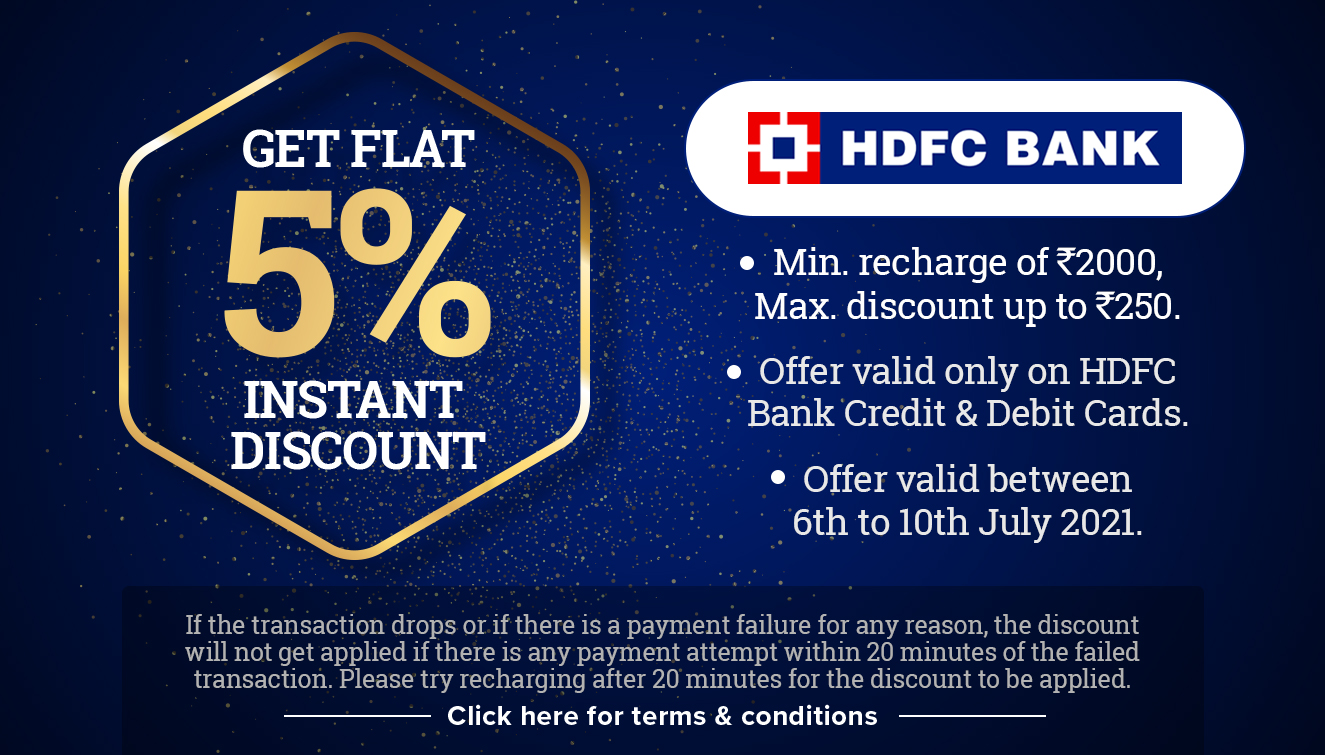 GET FLAT
5%
INSTANT
DISCOUNT
HDFC BANK
• Min. recharge of ₹2000,
Max. discount up to ₹250.
• Offer valid only on HDFC
Bank Credit & Debit Cards.
• Offer valid between
6th to 10th July 2021.
If the transaction drops or if there is a payment failure for any reason, the discount
will not get applied if there is any payment attempt within 20 minutes of the failed
transaction. Please try recharging after 20 minutes for the discount to be applied.
Click here for terms & conditions